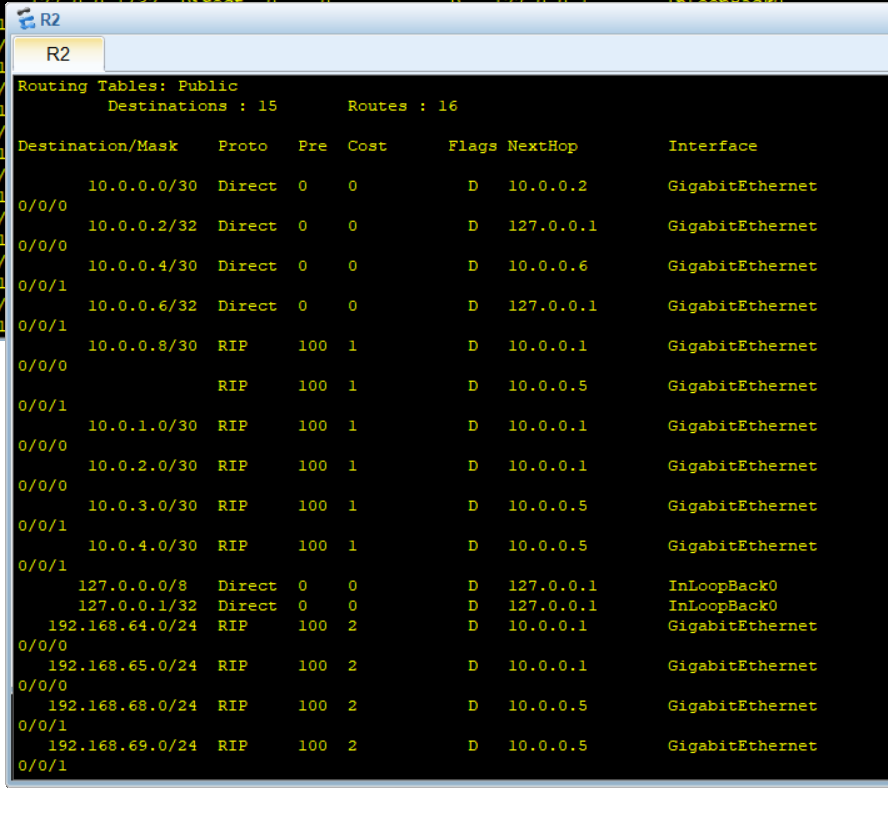 R2
R2
Routing Tables: Public
Destinations : 15 Routes : 16
Destination/Mask Proto Pre Cost Flags NextHop Interface
10.0.0.0/30 Direct 0 0 D 10.0.0.2 GigabitEthernet
0/0/0
10.0.0.2/32 Direct 0 0 D 127.0.0.1 GigabitEthernet
0/0/0
10.0.0.4/30 Direct 0 0 D 10.0.0.6 GigabitEthernet
0/0/1
10.0.0.6/32 Direct 0 0 D 127.0.0.1 GigabitEthernet
0/0/1
10.0.0.8/30 RIP 100 1 D 10.0.0.1 GigabitEthernet
0/0/0
RIP 100 1 D 10.0.0.5 GigabitEthernet
0/0/1
10.0.1.0/30 RIP 100 1 D 10.0.0.1 GigabitEthernet
0/0/0
10.0.2.0/30 RIP 100 1 D 10.0.0.1 GigabitEthernet
0/0/0
10.0.3.0/30 RIP 100 1 D 10.0.0.5 GigabitEthernet
0/0/1
10.0.4.0/30 RIP 100 1 D 10.0.0.5 GigabitEthernet
0/0/1
127.0.0.0/8 Direct 0 0 D 127.0.0.1 InLoopBack0
127.0.0.1/32 Direct 0 0 D 127.0.0.1 InLoopBack0
192.168.64.0/24 RIP 100 2 D 10.0.0.1 GigabitEthernet
0/0/0
192.168.65.0/24 RIP 100 2 D 10.0.0.1 GigabitEthernet
0/0/0
192.168.68.0/24 RIP 100 2 D 10.0.0.5 GigabitEthernet
0/0/1
192.168.69.0/24 RIP 100 2 D 10.0.0.5 GigabitEthernet
0/0/1